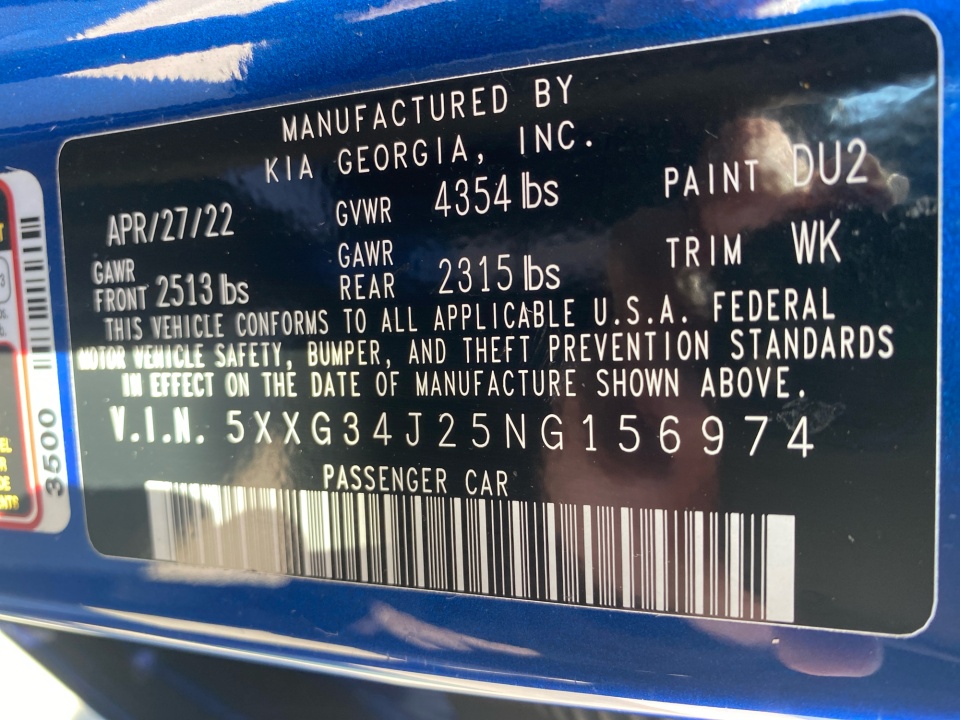 MANUFACTURED BY
KIA GEORGIA, INC.
APR/27/22 GVWR 4354 lbs PAINT DU2
GAWR FRONT 2513 lbs GAWR REAR 2315 lbs TRIM WK
THIS VEHICLE CONFORMS TO ALL APPLICABLE U.S.A. FEDERAL
MOTOR VEHICLE SAFETY, BUMPER, AND THEFT PREVENTION STANDARDS
IN EFFECT ON THE DATE OF MANUFACTURE SHOWN ABOVE.
V.I.N. 5XXG34J25NG156974
PASSENGER CAR
3500